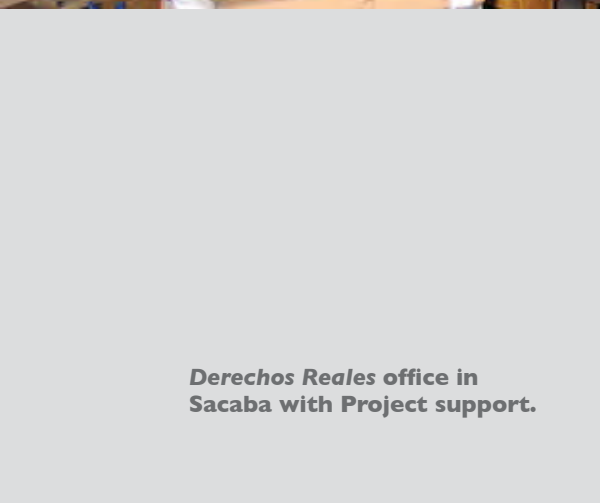 Derechos Reales office in
Sacaba with Project support.